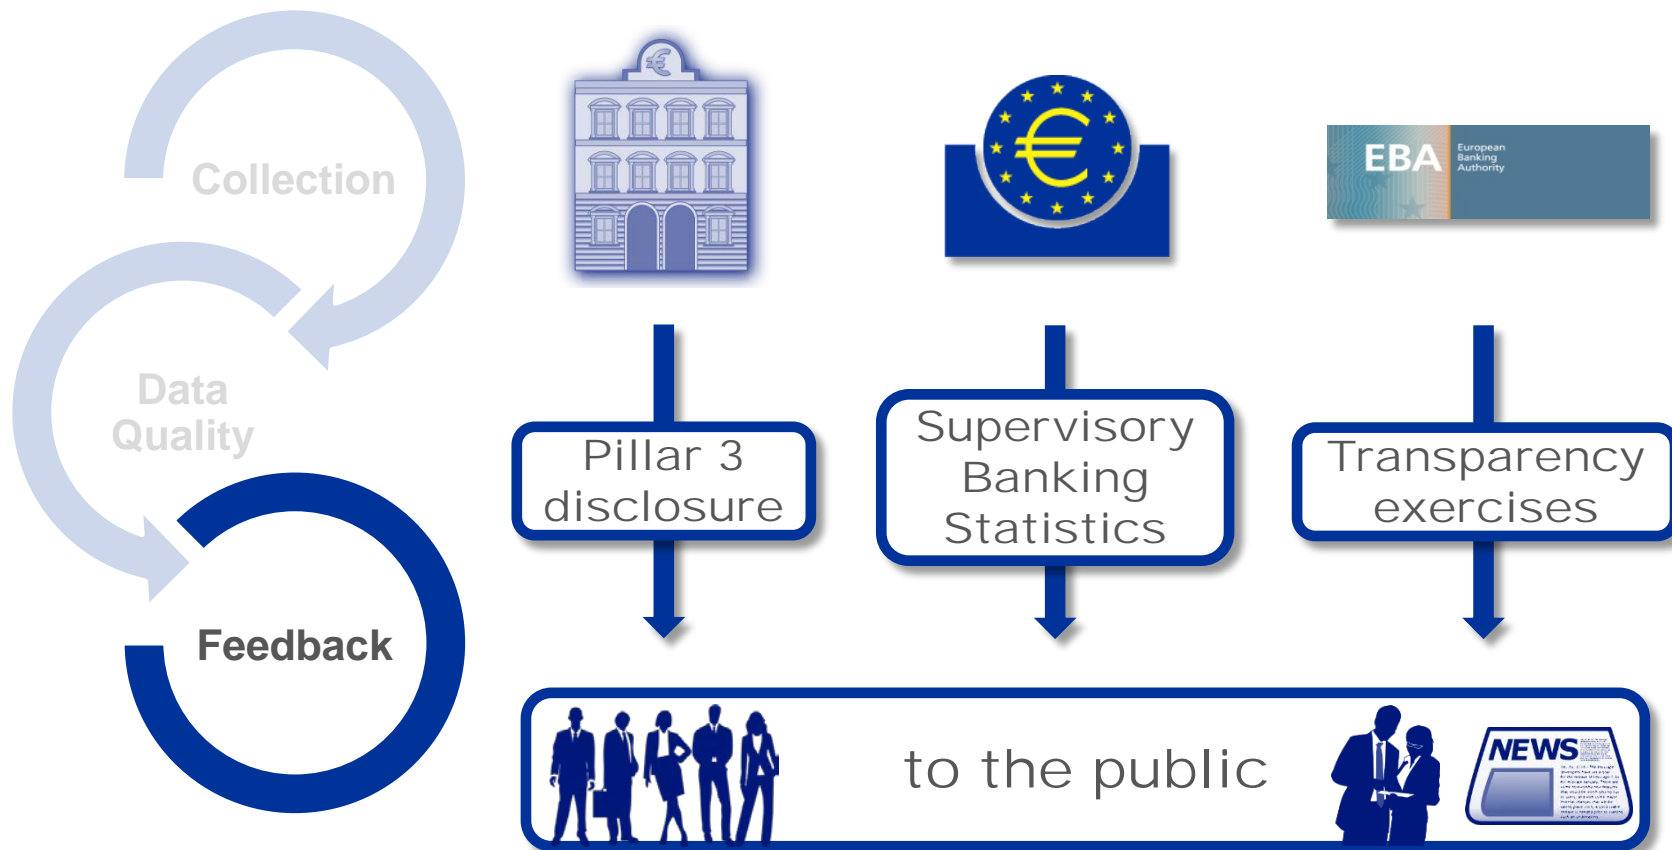 Collection
Data
Quality
Feedback
€
€
EBA
European
Banking
Authority
Pillar 3
disclosure
Supervisory
Banking
Statistics
Transparency
exercises
to the public
NEWS